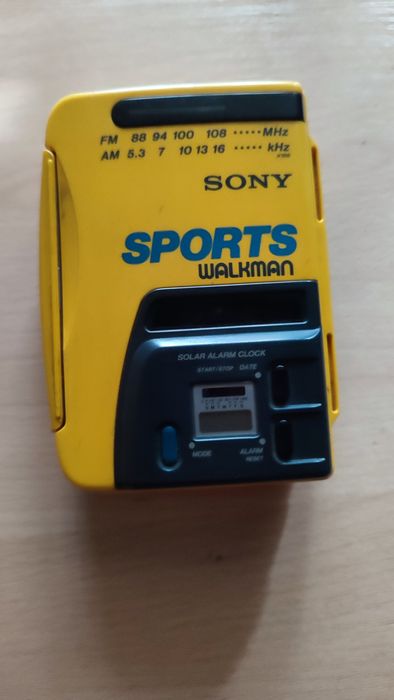 FM 88 94 100 108 ····· MHz
AM 5.3 7 10 13 16 ····· kHz
SONY
SPORTS
WALKMAN
SOLAR ALARM CLOCK
START/STOP DATE
MODE
ALARM
RESET